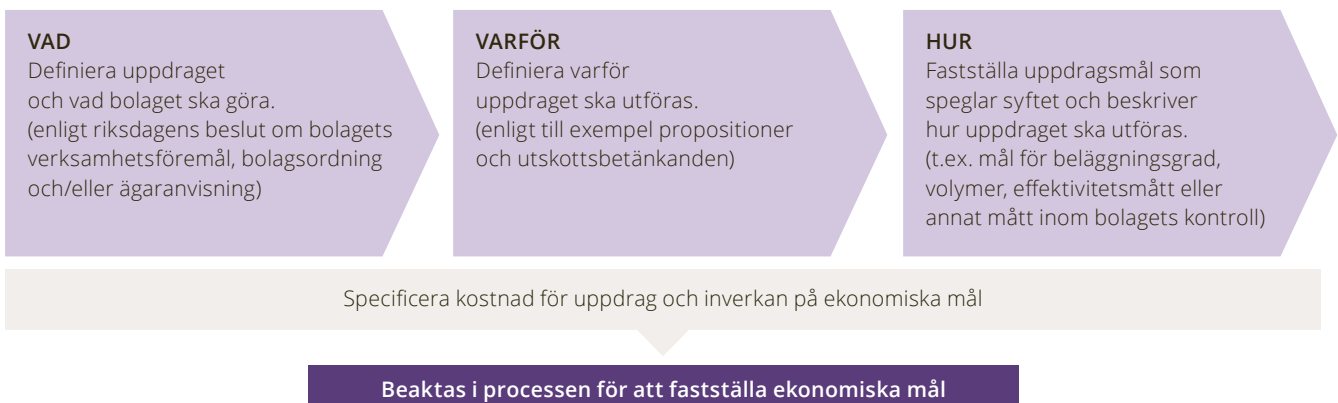 VAD
Definiera uppdraget
och vad bolaget ska göra.
(enligt riksdagens beslut om bolagets
verksamhetsföremål, bolagsordning
och/eller ägaranvisning)
VARFÖR
Definiera varför
uppdraget ska utföras.
(enligt till exempel propositioner
och utskottsbetänkanden)
HUR
Fastställa uppdragsmål som
speglar syftet och beskriver
hur uppdraget ska utföras.
(t.ex. mål för beläggningsgrad,
volymer, effektivitetsmått eller
annat mått inom bolagets kontroll)
Specificera kostnad för uppdrag och inverkan på ekonomiska mål
Beaktas i processen för att fastställa ekonomiska mål